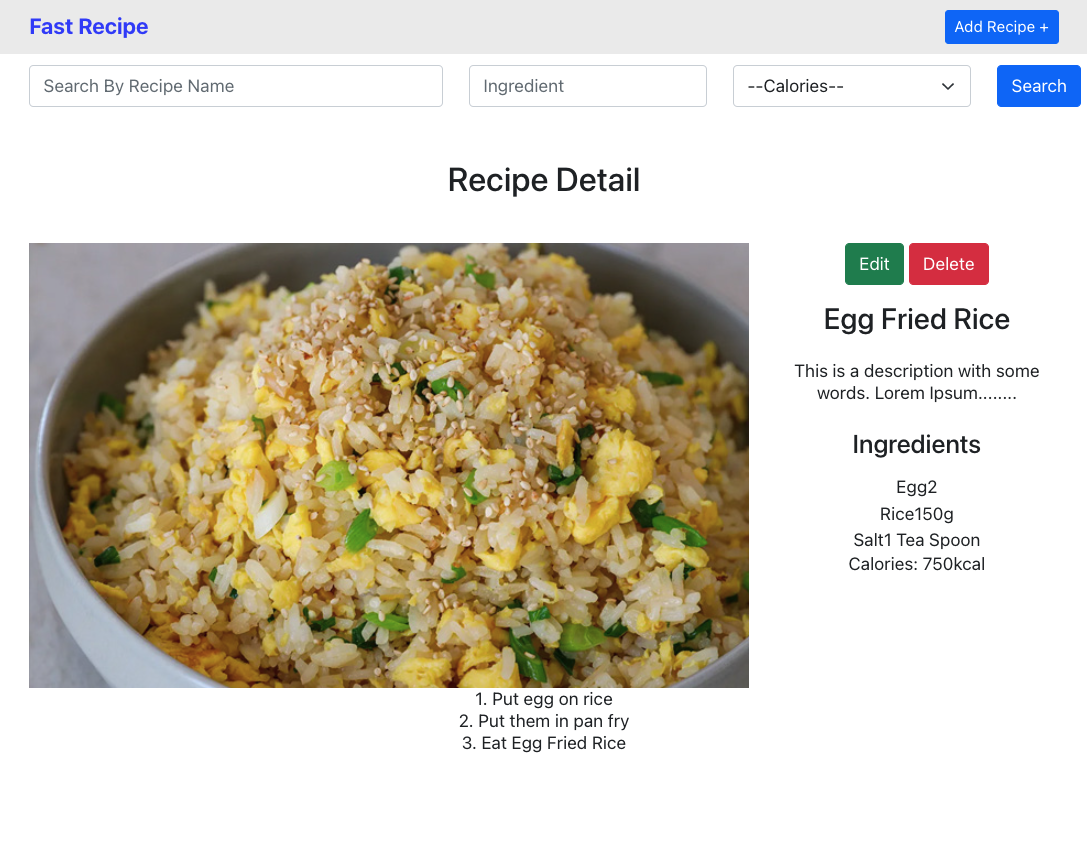 Fast Recipe
Add Recipe +
Search By Recipe Name
Ingredient
--Calories--
Search
Recipe Detail
Edit
Delete
Egg Fried Rice
This is a description with some
words. Lorem Ipsum........
Ingredients
Egg2
Rice150g
Salt1 Tea Spoon
Calories: 750kcal
1. Put egg on rice
2. Put them in pan fry
3. Eat Egg Fried Rice